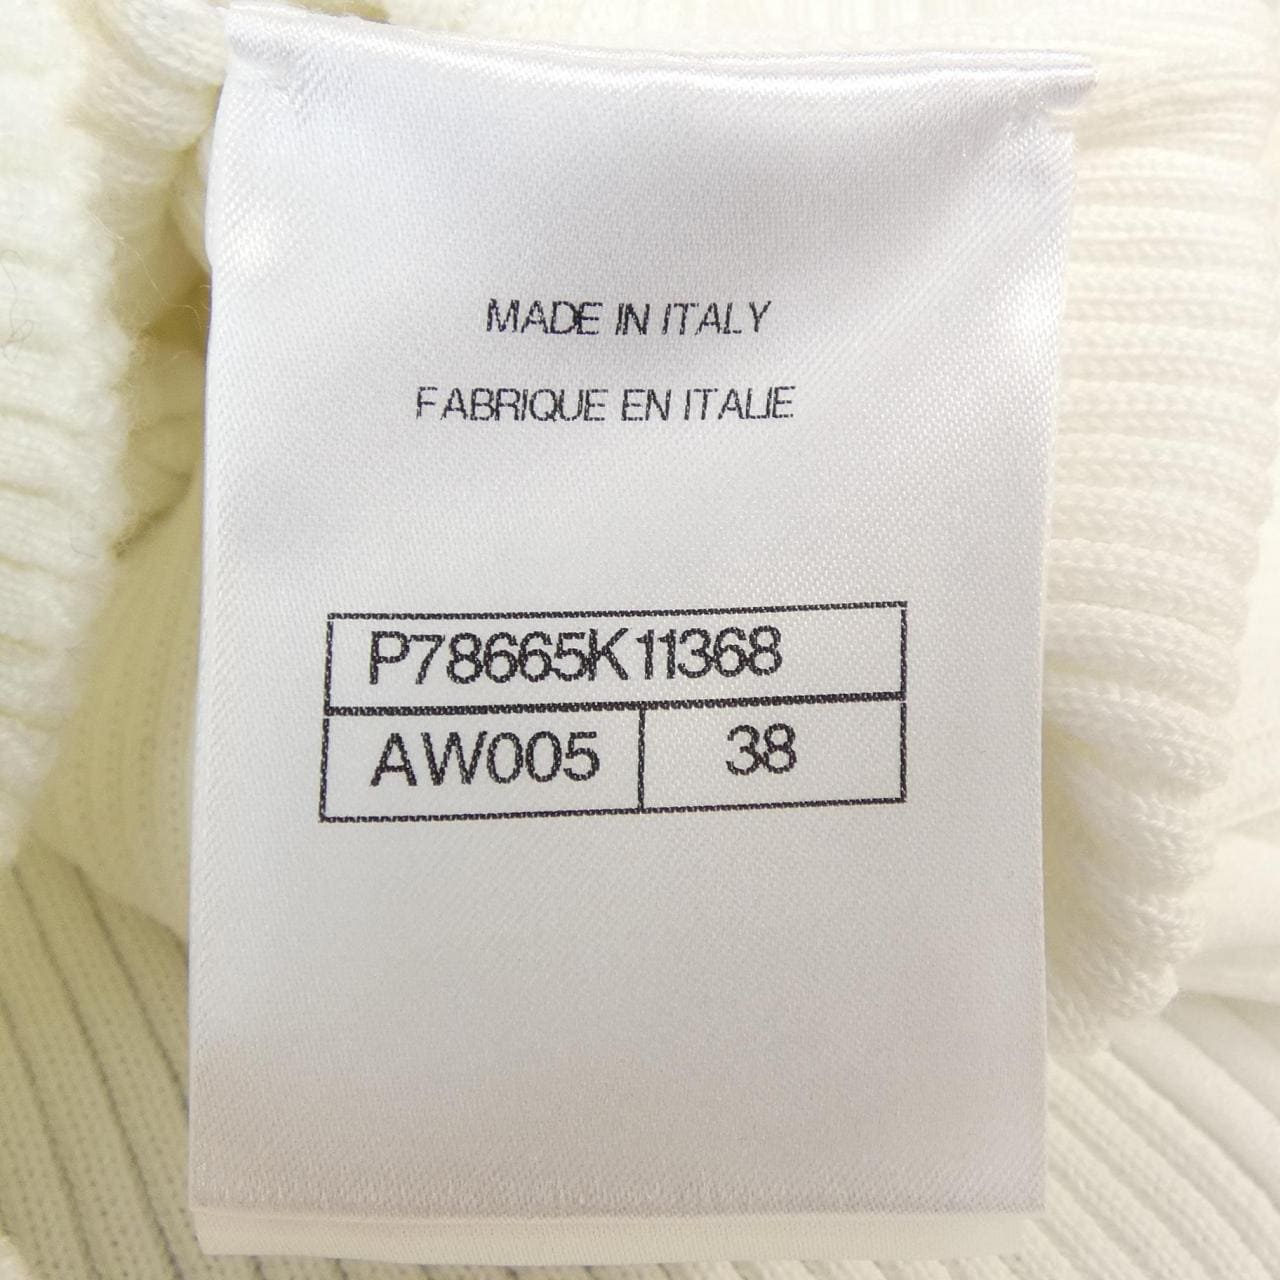 MADE IN ITALY
FABRIQUE EN ITALIE
P78665K11368
AW005 38